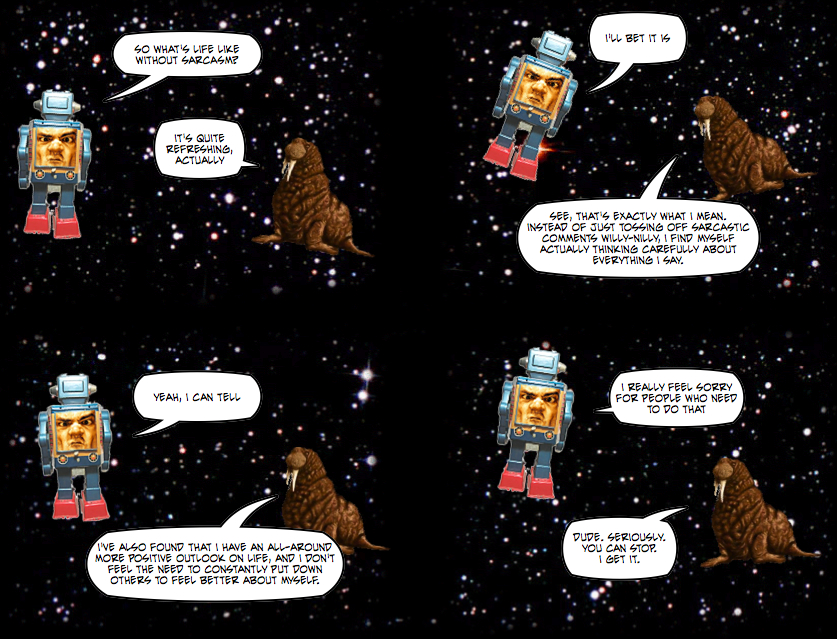 SO WHAT'S LIFE LIKE
WITHOUT SARCASM?
IT'S QUITE
REFRESHING,
ACTUALLY
I'LL BET IT IS
SEE, THAT'S EXACTLY WHAT I MEAN.
INSTEAD OF JUST TOSSING OFF SARCASTIC
COMMENTS WILLY-NILLY, I FIND MYSELF
ACTUALLY THINKING CAREFULLY ABOUT
EVERYTHING I SAY.
YEAH, I CAN TELL
I'VE ALSO FOUND THAT I HAVE AN ALL-AROUND
MORE POSITIVE OUTLOOK ON LIFE, AND I DON'T
FEEL THE NEED TO CONSTANTLY PUT DOWN
OTHERS TO FEEL BETTER ABOUT MYSELF.
I REALLY FEEL SORRY
FOR PEOPLE WHO NEED
TO DO THAT
DUDE. SERIOUSLY.
YOU CAN STOP.
I GET IT.